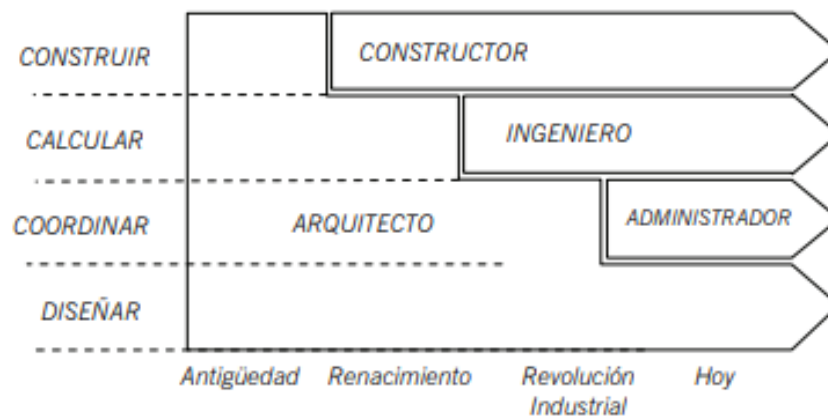 CONSTRUIR CONSTRUCTOR
CALCULAR INGENIERO
COORDINAR ARQUITECTO ADMINISTRADOR
DISEÑAR
Antigüedad Renacimiento Revolución Hoy
Industrial